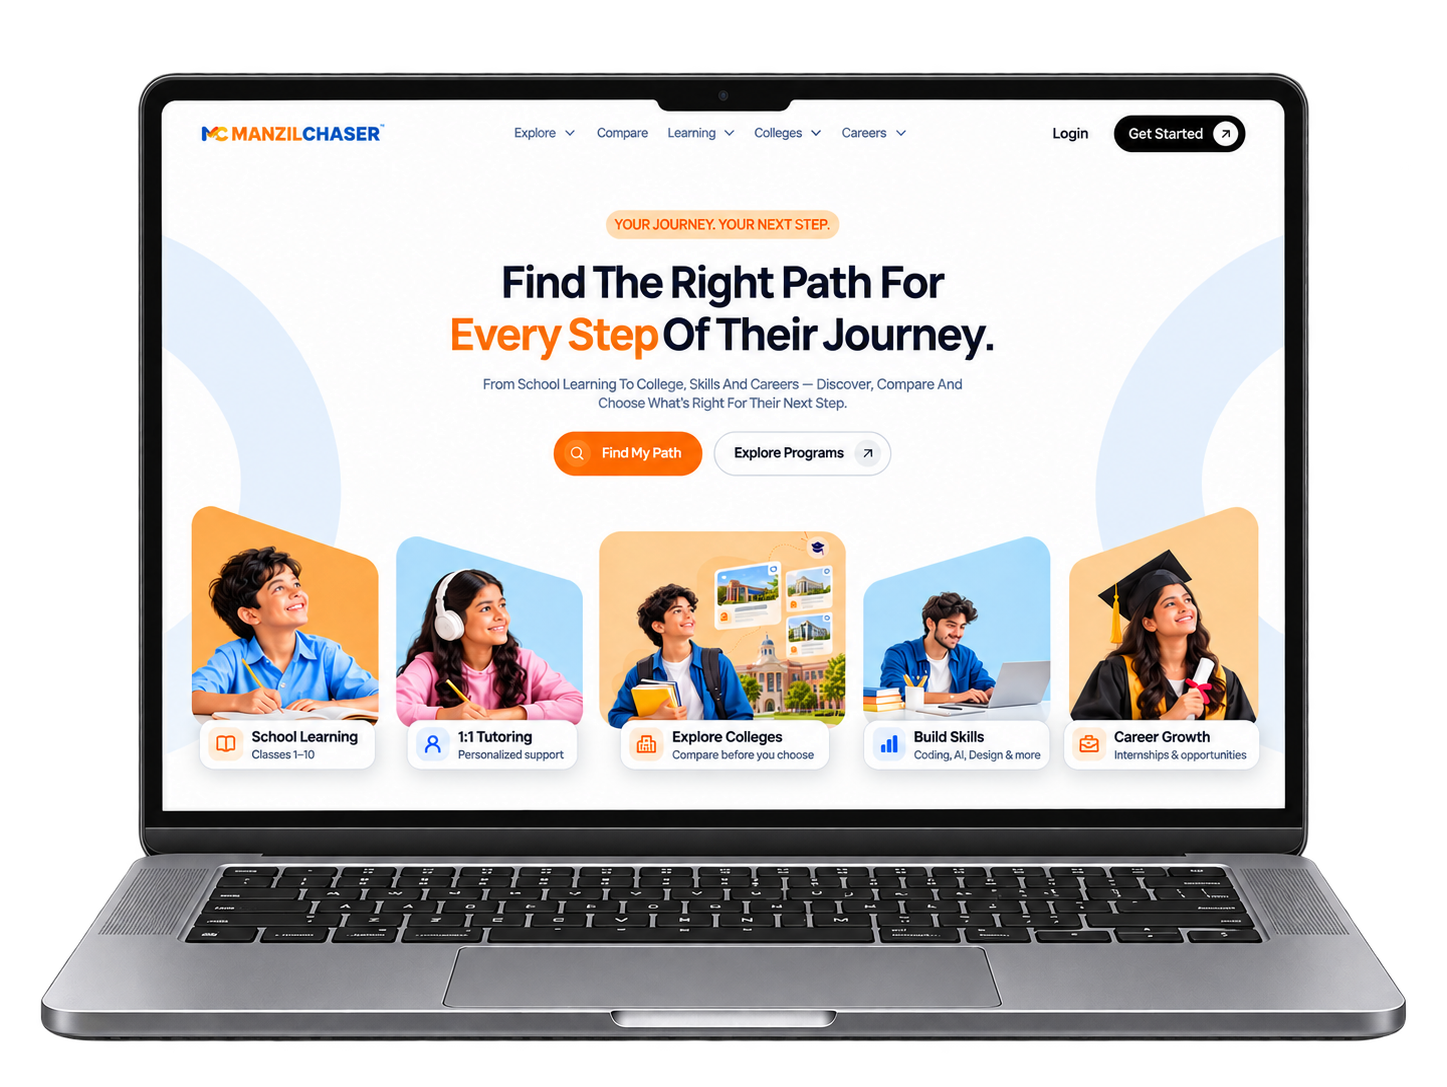 MC MANZILCHASER™
Explore Compare Learning Colleges Careers
Login
Get Started
YOUR JOURNEY. YOUR NEXT STEP.
Find The Right Path For
Every Step Of Their Journey.
From School Learning To College, Skills And Careers — Discover, Compare And
Choose What's Right For Their Next Step.
Find My Path
Explore Programs
School Learning
Classes 1–10
1:1 Tutoring
Personalized support
Explore Colleges
Compare before you choose
Build Skills
Coding, AI, Design & more
Career Growth
Internships & opportunities